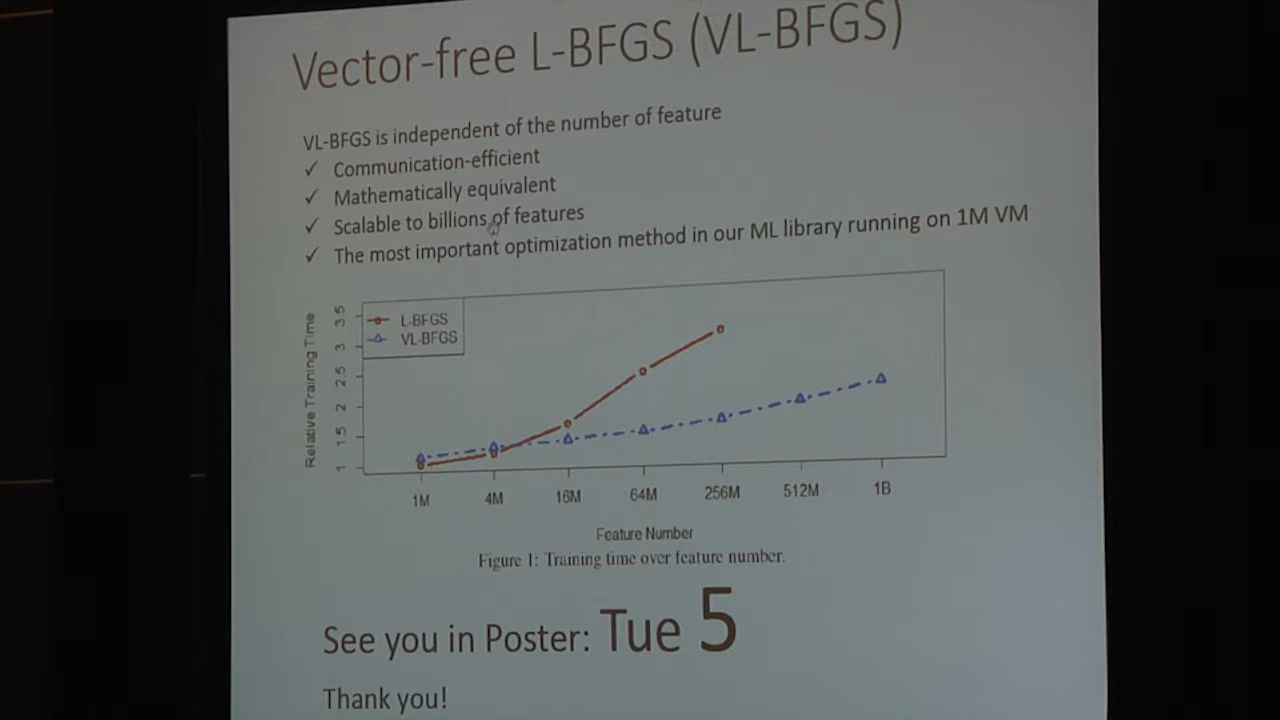 Vector-free L-BFGS (VL-BFGS)
VL-BFGS is independent of the number of feature
✓ Communication-efficient
✓ Mathematically equivalent
✓ Scalable to billions of features
✓ The most important optimization method in our ML library running on 1M VM
L-BFGS
VL-BFGS
Relative Training Time
3.5
3
2.5
2
1.5
1
1M 4M 16M 64M 256M 512M 1B
Feature Number
Figure 1: Training time over feature number.
See you in Poster: Tue 5
Thank you!